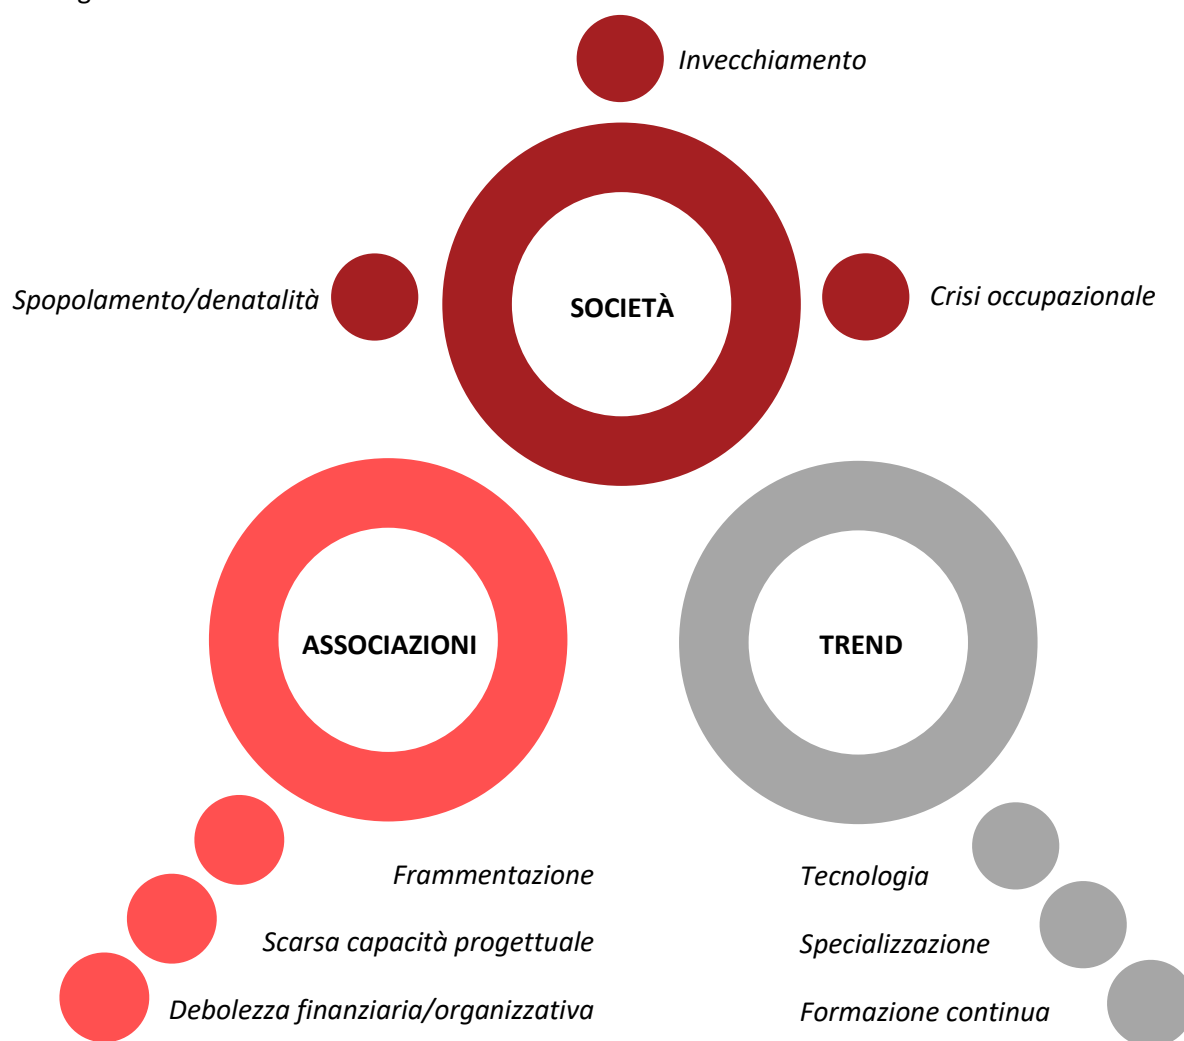 Invecchiamento
Spopolamento/denatalità
SOCIETÀ
Crisi occupazionale
ASSOCIAZIONI
TREND
Frammentazione
Tecnologia
Scarsa capacità progettuale
Specializzazione
Debolezza finanziaria/organizzativa
Formazione continua